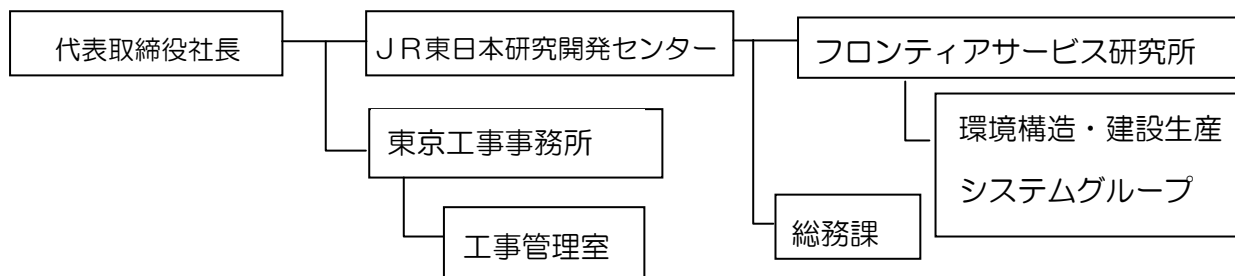 代表取締役社長
ＪＲ東日本研究開発センター
フロンティアサービス研究所
環境構造・建設生産
システムグループ
東京工事事務所
総務課
工事管理室